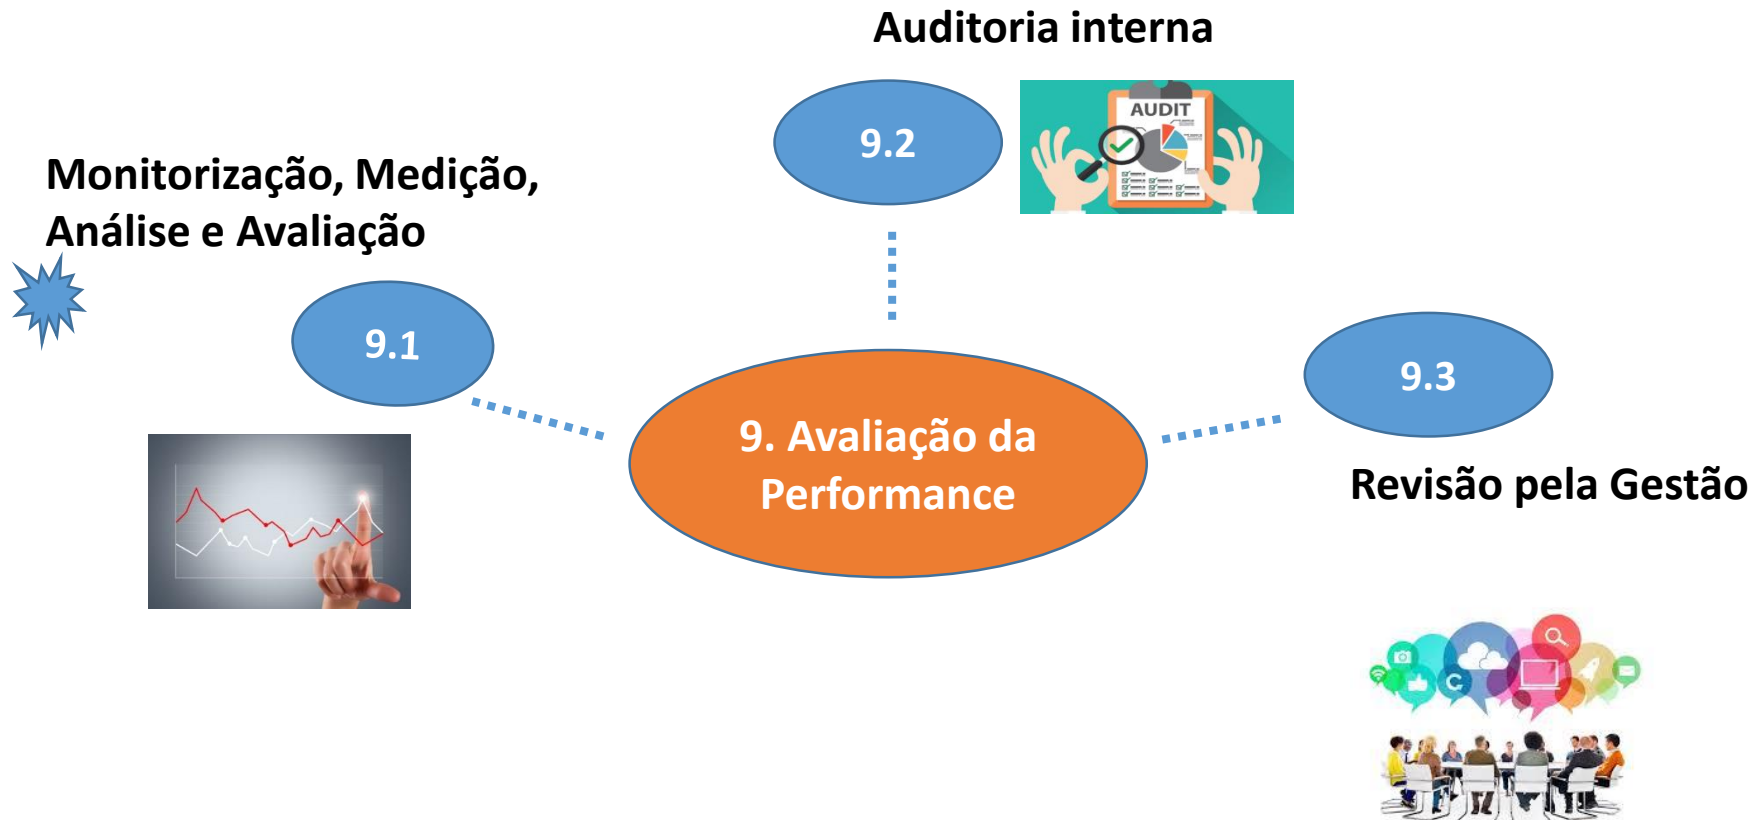 Auditoria interna
9.2
AUDIT
Monitorização, Medição,
Análise e Avaliação
9.1
9.3
9. Avaliação da
Performance
Revisão pela Gestão